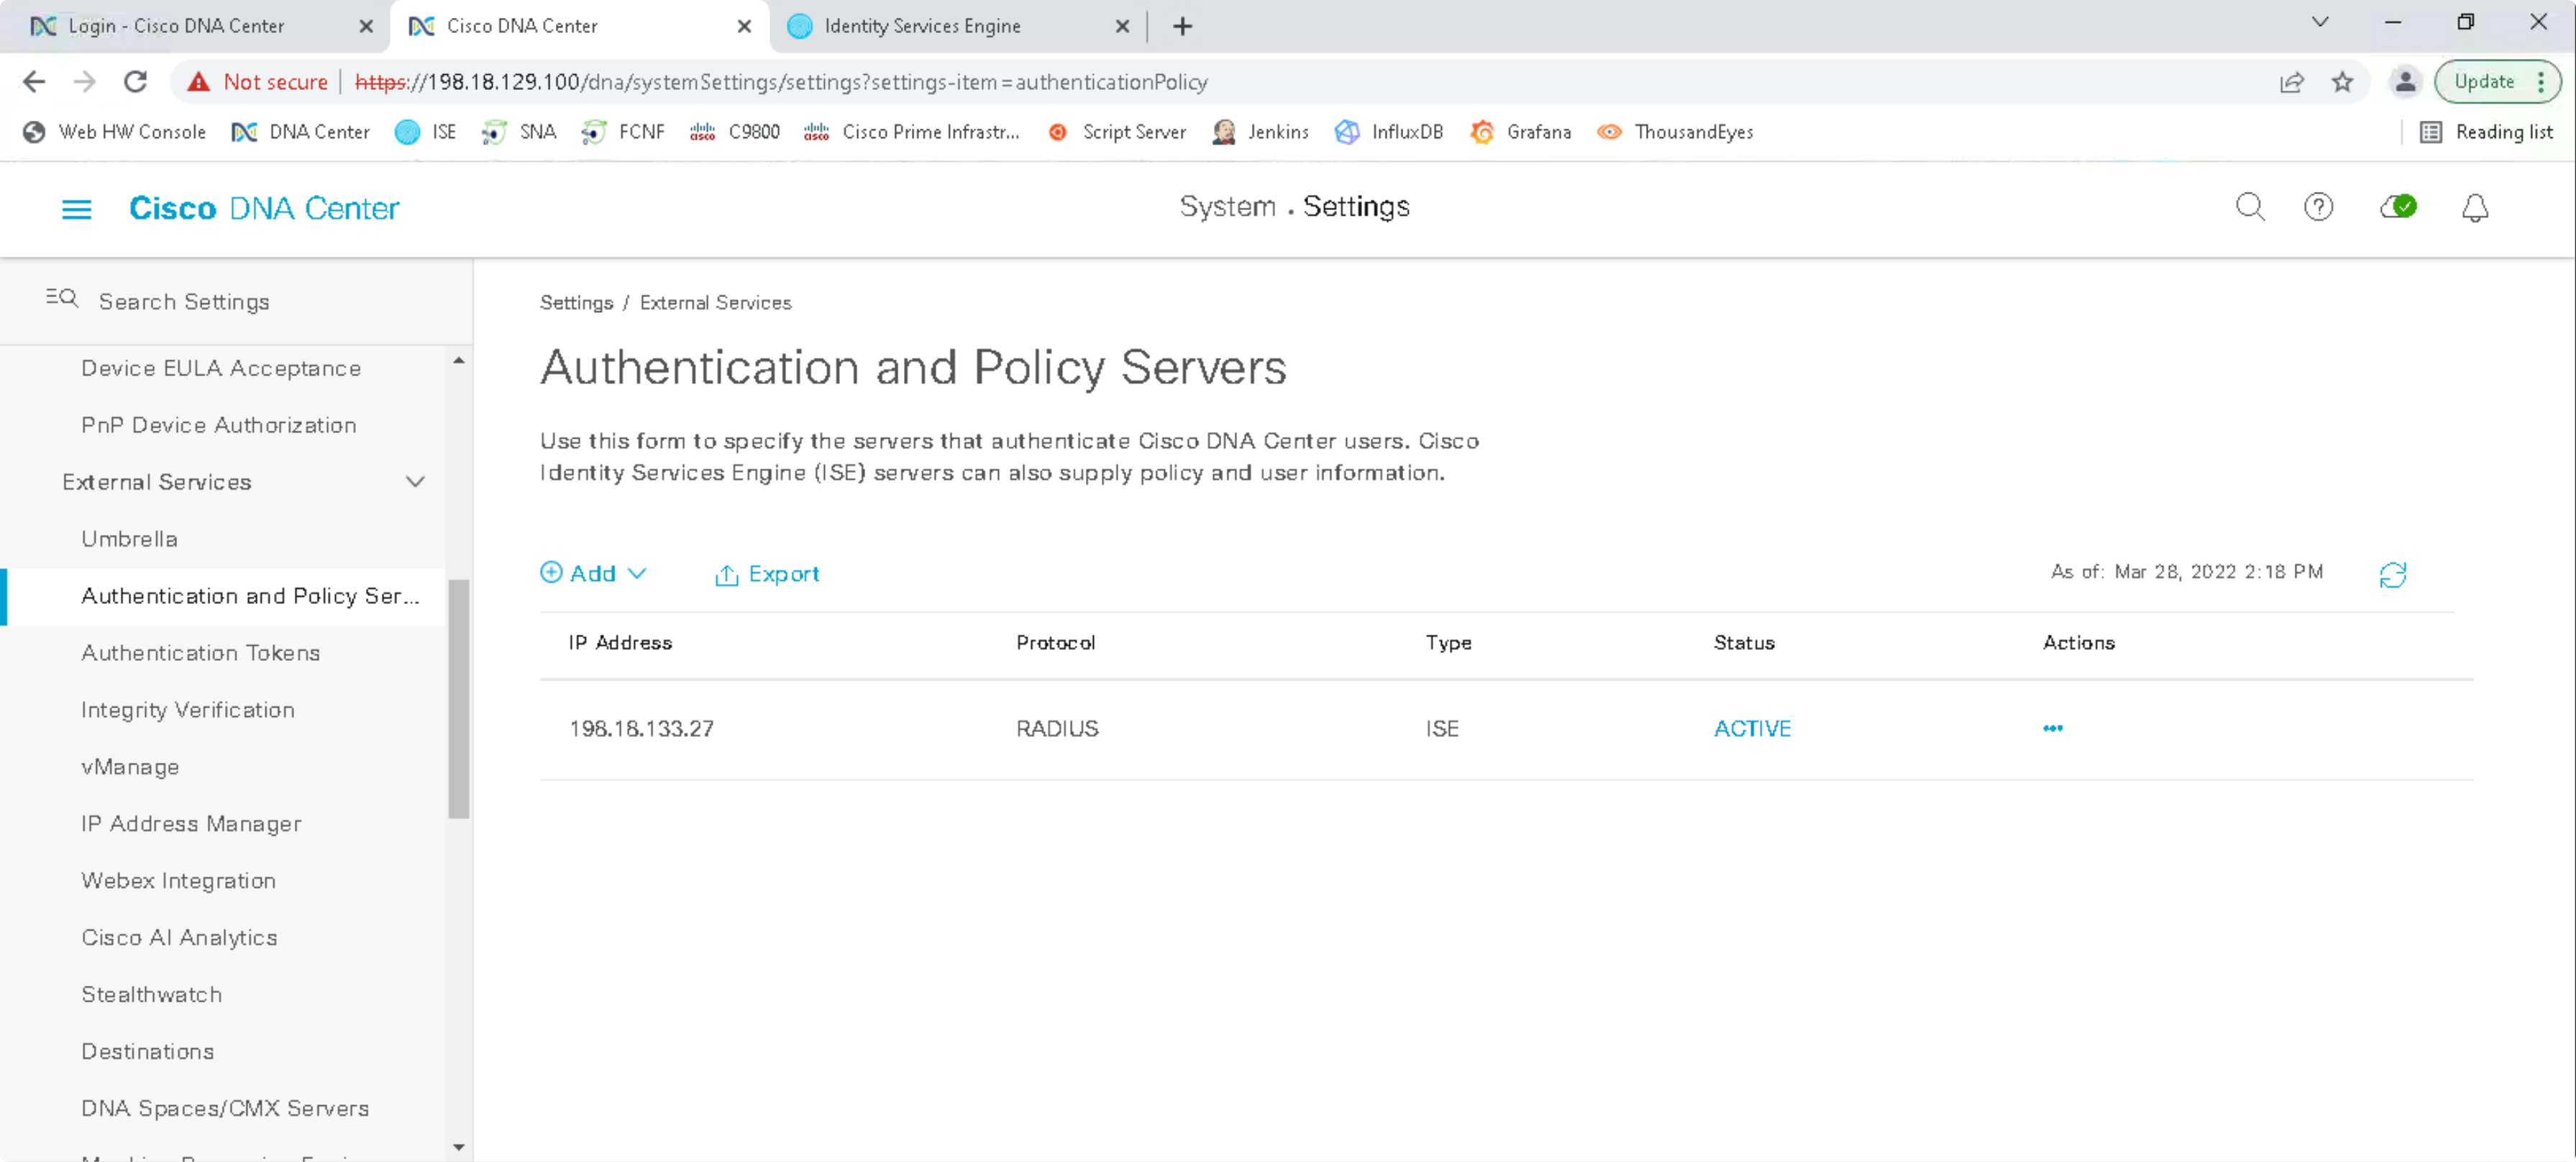 Login - Cisco DNA Center
Cisco DNA Center
Identity Services Engine
Not secure
https://198.18.129.100/dna/systemSettings/settings?settings-item=authenticationPolicy
Update
Web HW Console
DNA Center
ISE
SNA
FCNF
C9800
Cisco Prime Infrastr...
Script Server
Jenkins
InfluxDB
Grafana
ThousandEyes
Reading list
Cisco DNA Center
System . Settings
Search Settings
Device EULA Acceptance
PnP Device Authorization
External Services
Umbrella
Authentication and Policy Ser...
Authentication Tokens
Integrity Verification
vManage
IP Address Manager
Webex Integration
Cisco AI Analytics
Stealthwatch
Destinations
DNA Spaces/CMX Servers
Settings / External Services
Authentication and Policy Servers
Use this form to specify the servers that authenticate Cisco DNA Center users. Cisco
Identity Services Engine (ISE) servers can also supply policy and user information.
Add
Export
As of: Mar 28, 2022 2:18 PM
IP Address Protocol Type Status Actions
198.18.133.27 RADIUS ISE ACTIVE